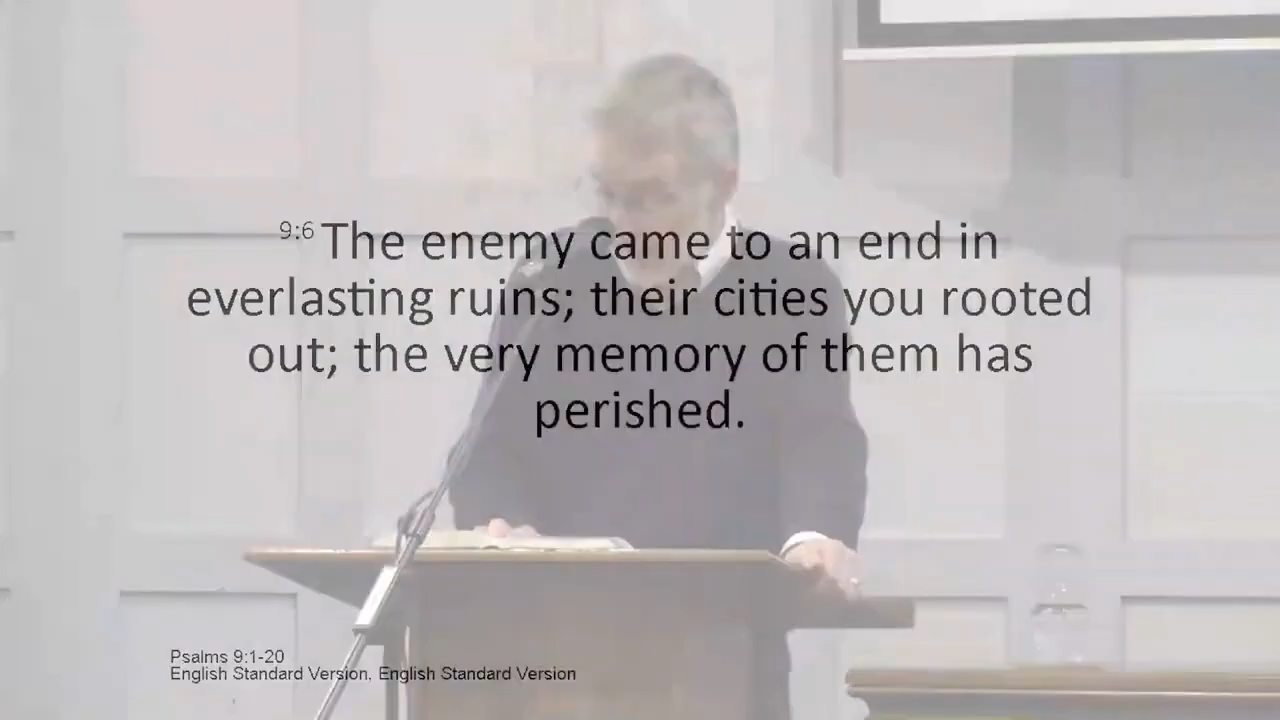 9:6 The enemy came to an end in
everlasting ruins; their cities you rooted
out; the very memory of them has
perished.
Psalms 9:1-20
English Standard Version, English Standard Version